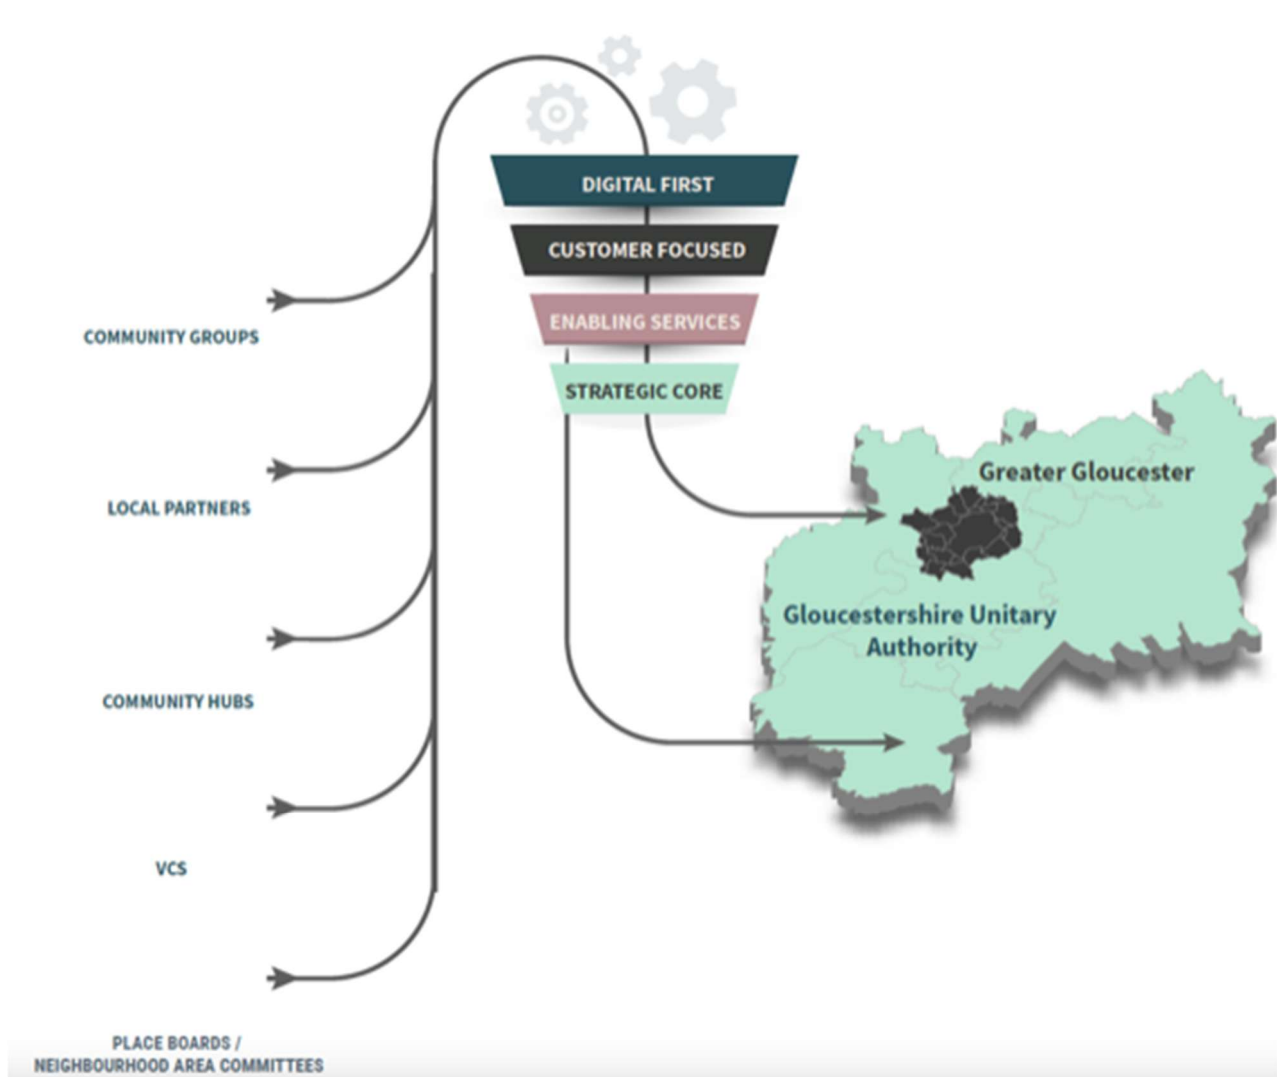 DIGITAL FIRST
CUSTOMER FOCUSED
ENABLING SERVICES
STRATEGIC CORE
COMMUNITY GROUPS
LOCAL PARTNERS
COMMUNITY HUBS
VCS
PLACE BOARDS /
NEIGHBOURHOOD AREA COMMITTEES
Greater Gloucester
Gloucestershire Unitary
Authority